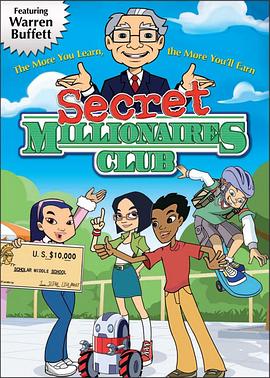 Featuring
Warren
Buffett
The More You Learn, the More You'll Earn
Secret
MILLIONAIRES
CLUB
U.S. $10,000
SCHOLAR MIDDLE SCHOOL